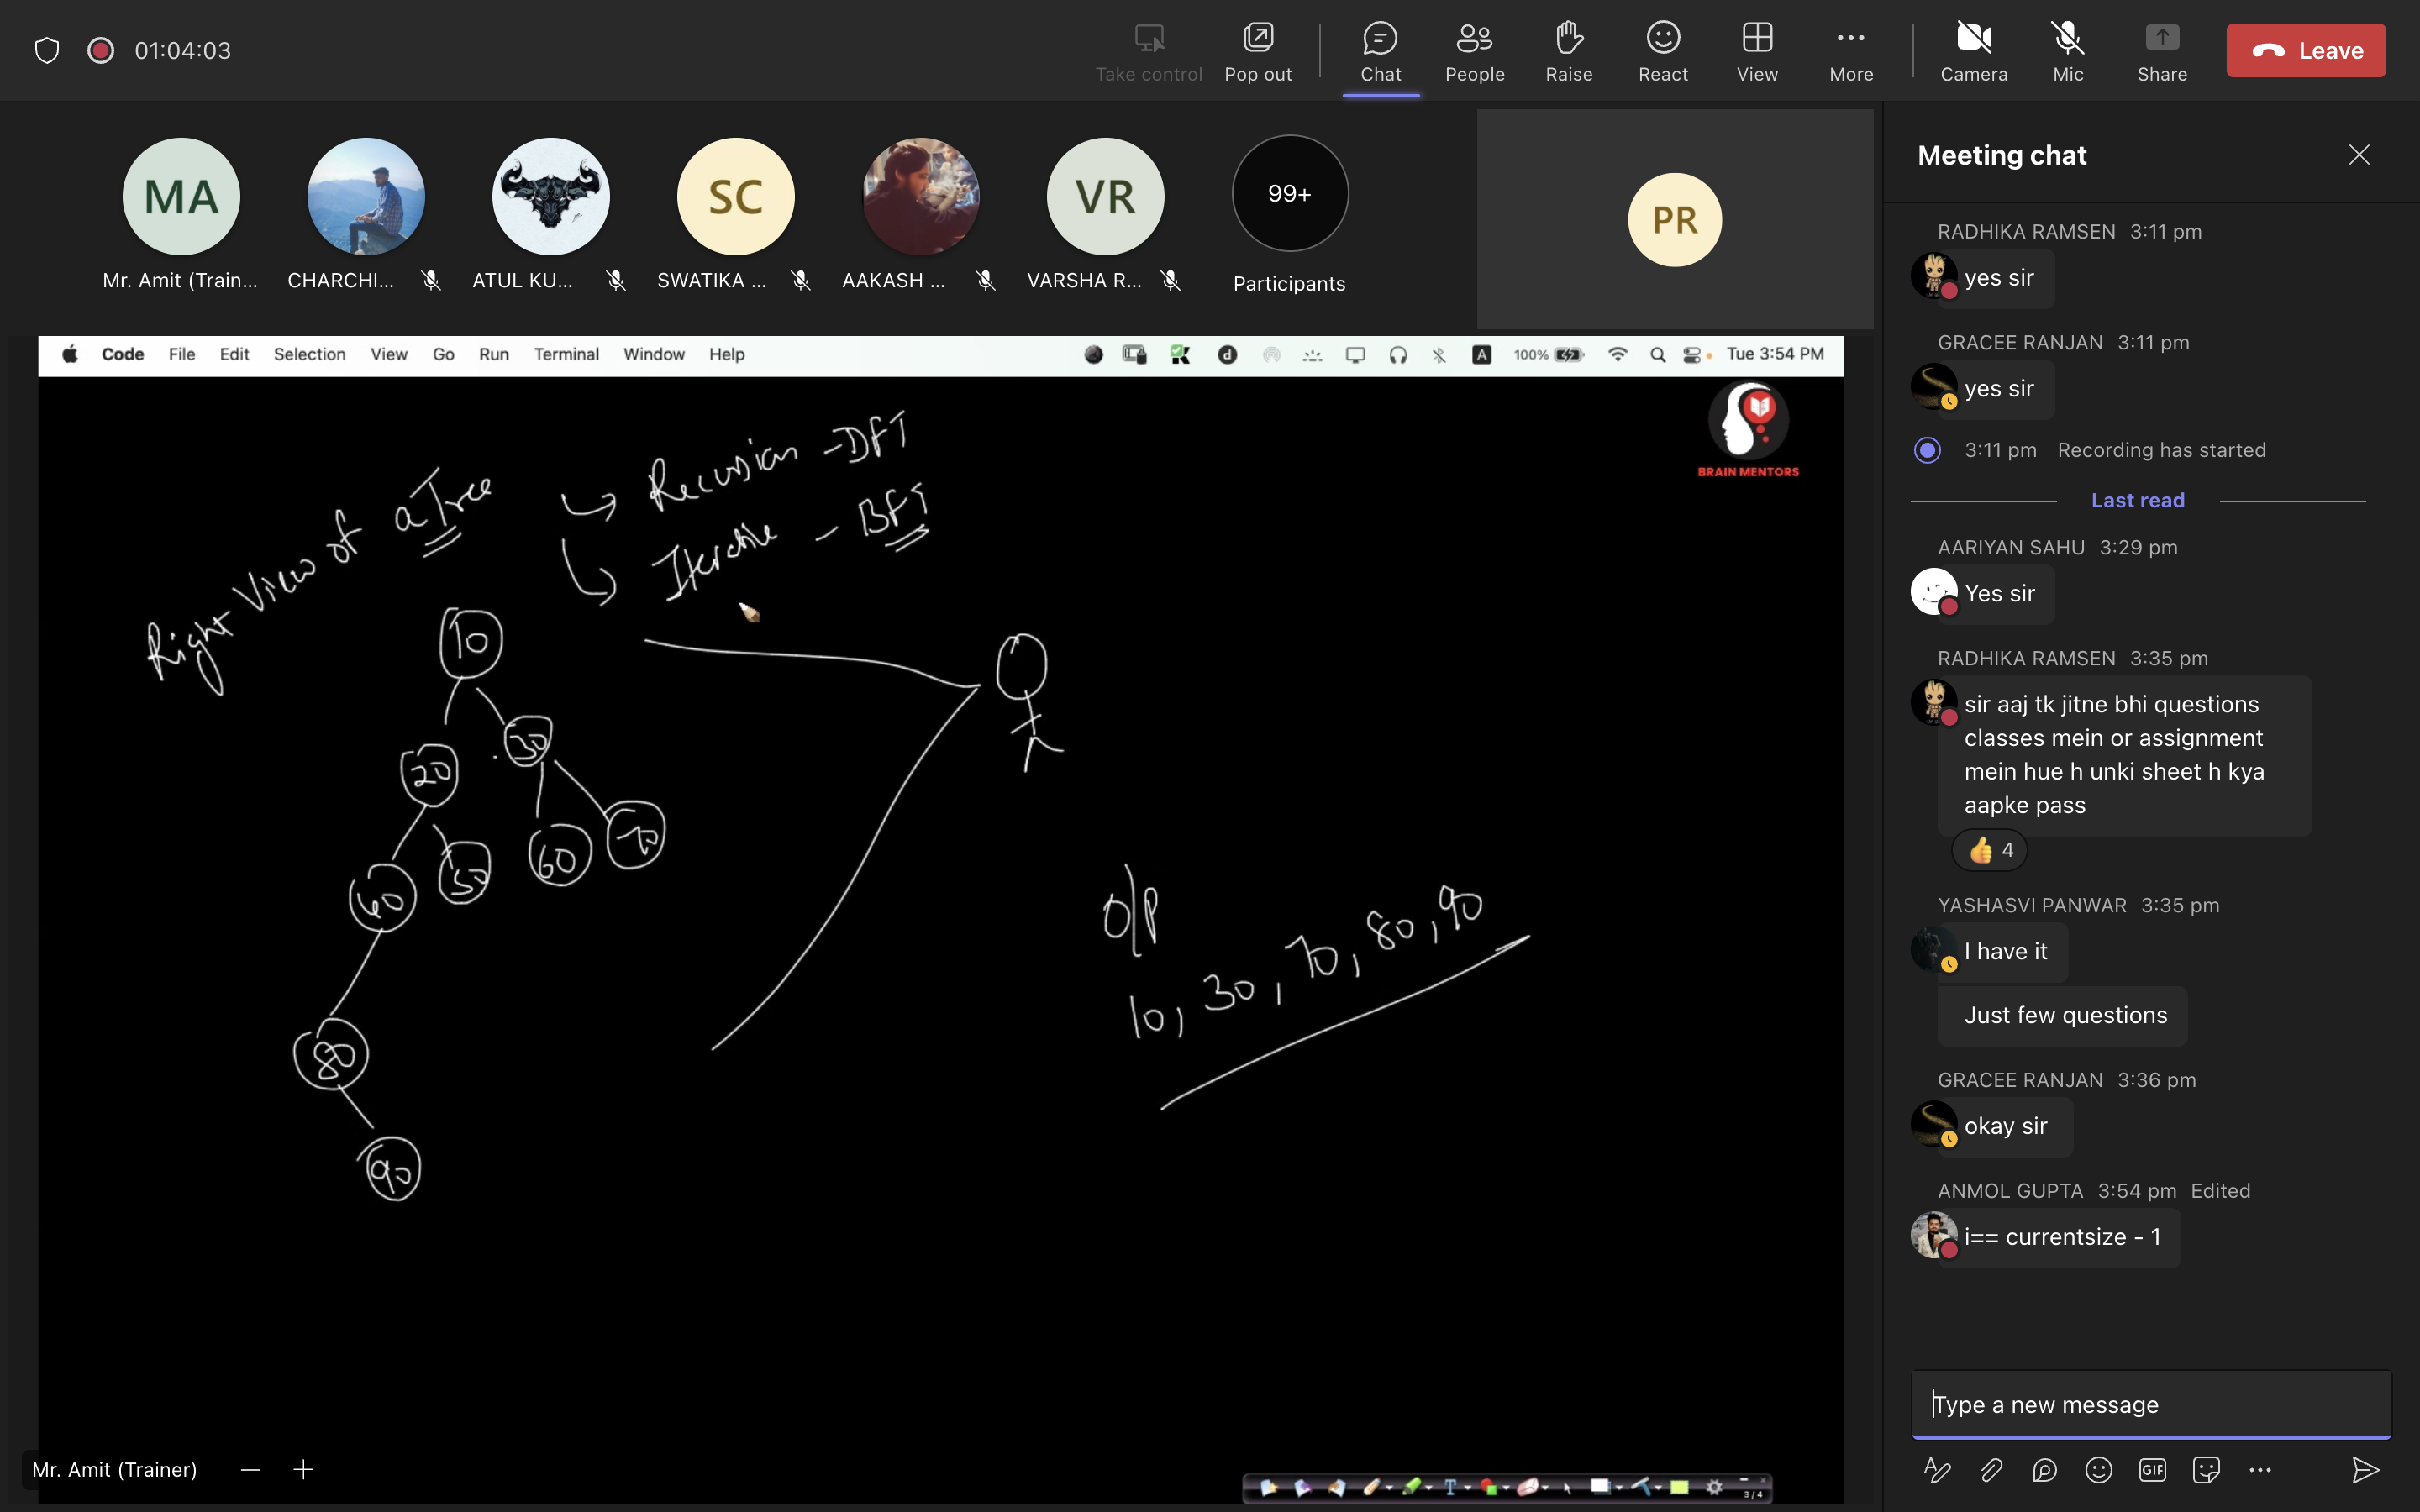 01:04:03
Take control
Pop out
Chat
People
Raise
React
View
More
Camera
Mic
Share
Leave
MA
SC
VR
99+
PR
Mr. Amit (Train...
CHARCHI...
ATUL KU...
SWATIKA ...
AAKASH ...
VARSHA R...
Participants
Code File Edit Selection View Go Run Terminal Window Help
d
A
100%
Tue 3:54 PM
BRAIN MENTORS
Right View of a Tree
Recursion - DFT
Iterative - BFT
10
20
30
40
50
60
70
80
90
O/P
10, 30, 70, 80, 90
Mr. Amit (Trainer)
T
3 / 4
Meeting chat
RADHIKA RAMSEN 3:11 pm
yes sir
GRACEE RANJAN 3:11 pm
yes sir
3:11 pm Recording has started
Last read
AARIYAN SAHU 3:29 pm
Yes sir
RADHIKA RAMSEN 3:35 pm
sir aaj tk jitne bhi questions
classes mein or assignment
mein hue h unki sheet h kya
aapke pass
4
YASHASVI PANWAR 3:35 pm
I have it
Just few questions
GRACEE RANJAN 3:36 pm
okay sir
ANMOL GUPTA 3:54 pm Edited
i== currentsize - 1
Type a new message
GIF